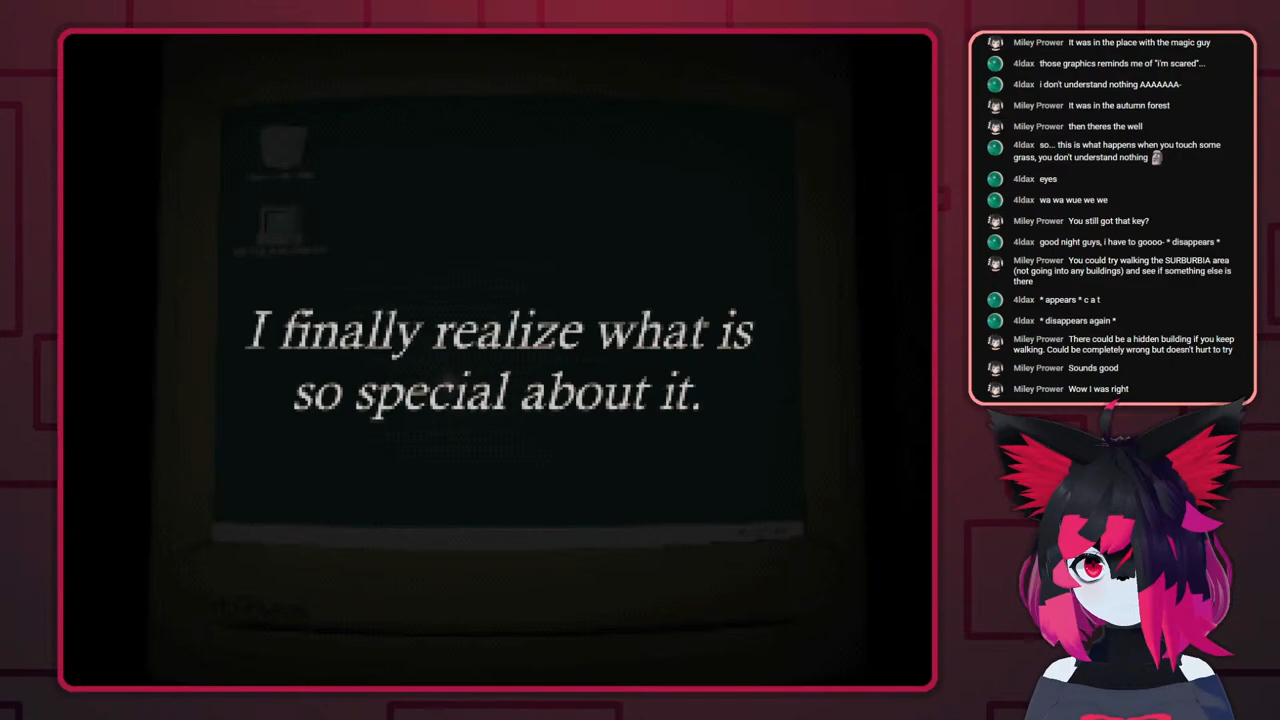 I finally realize what is
so special about it.
Miley Prower It was in the place with the magic guy
4ldax those graphics reminds me of "i'm scared"...
4ldax i don't understand nothing AAAAAAA-
Miley Prower It was in the autumn forest
Miley Prower then theres the well
4ldax so... this is what happens when you touch some
grass, you don't understand nothing
4ldax eyes
4ldax wa wa wue we we
Miley Prower You still got that key?
4ldax good night guys, i have to goooo- * disappears *
Miley Prower You could try walking the SURBURBIA area
(not going into any buildings) and see if something else is
there
4ldax * appears * c a t
4ldax * disappears again *
Miley Prower There could be a hidden building if you keep
walking. Could be completely wrong but doesn't hurt to try
Miley Prower Sounds good
Miley Prower Wow I was right